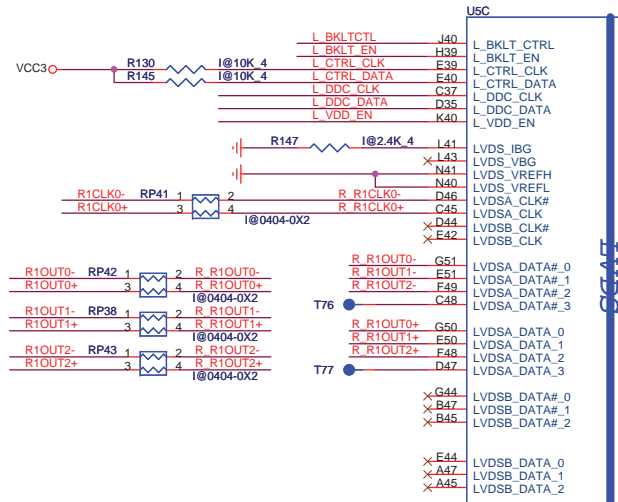 U5C
L_BKLTCTL J40 L_BKLT_CTRL
L_BKLT_EN H39 L_BKLT_EN
VCC3 R130 I@10K_4 L_CTRL_CLK E39 L_CTRL_CLK
R145 I@10K_4 L_CTRL_DATA E40 L_CTRL_DATA
L_DDC_CLK C37 L_DDC_CLK
L_DDC_DATA D35 L_DDC_DATA
L_VDD_EN K40 L_VDD_EN
R147 I@2.4K_4 L41 LVDS_IBG
L43 LVDS_VBG
N41 LVDS_VREFH
N40 LVDS_VREFL
R1CLK0- RP41 1 2 R_R1CLK0- D46 LVDSA_CLK#
R1CLK0+ 3 4 R_R1CLK0+ C45 LVDSA_CLK
I@0404-0X2 D44 LVDSB_CLK#
E42 LVDSB_CLK
LVDS
R_R1OUT0- G51 LVDSA_DATA#_0
R1OUT0- RP42 1 2 R_R1OUT0- R_R1OUT1- E51 LVDSA_DATA#_1
R1OUT0+ 3 4 R_R1OUT0+ R_R1OUT2- F49 LVDSA_DATA#_2
I@0404-0X2 T76 C48 LVDSA_DATA#_3
R1OUT1- RP38 1 2 R_R1OUT1-
R1OUT1+ 3 4 R_R1OUT1+ R_R1OUT0+ G50 LVDSA_DATA_0
I@0404-0X2 R_R1OUT1+ E50 LVDSA_DATA_1
R1OUT2- RP43 1 2 R_R1OUT2- R_R1OUT2+ F48 LVDSA_DATA_2
R1OUT2+ 3 4 R_R1OUT2+ T77 D47 LVDSA_DATA_3
I@0404-0X2
G44 LVDSB_DATA#_0
B47 LVDSB_DATA#_1
B45 LVDSB_DATA#_2
E44 LVDSB_DATA_0
A47 LVDSB_DATA_1
A45 LVDSB_DATA_2